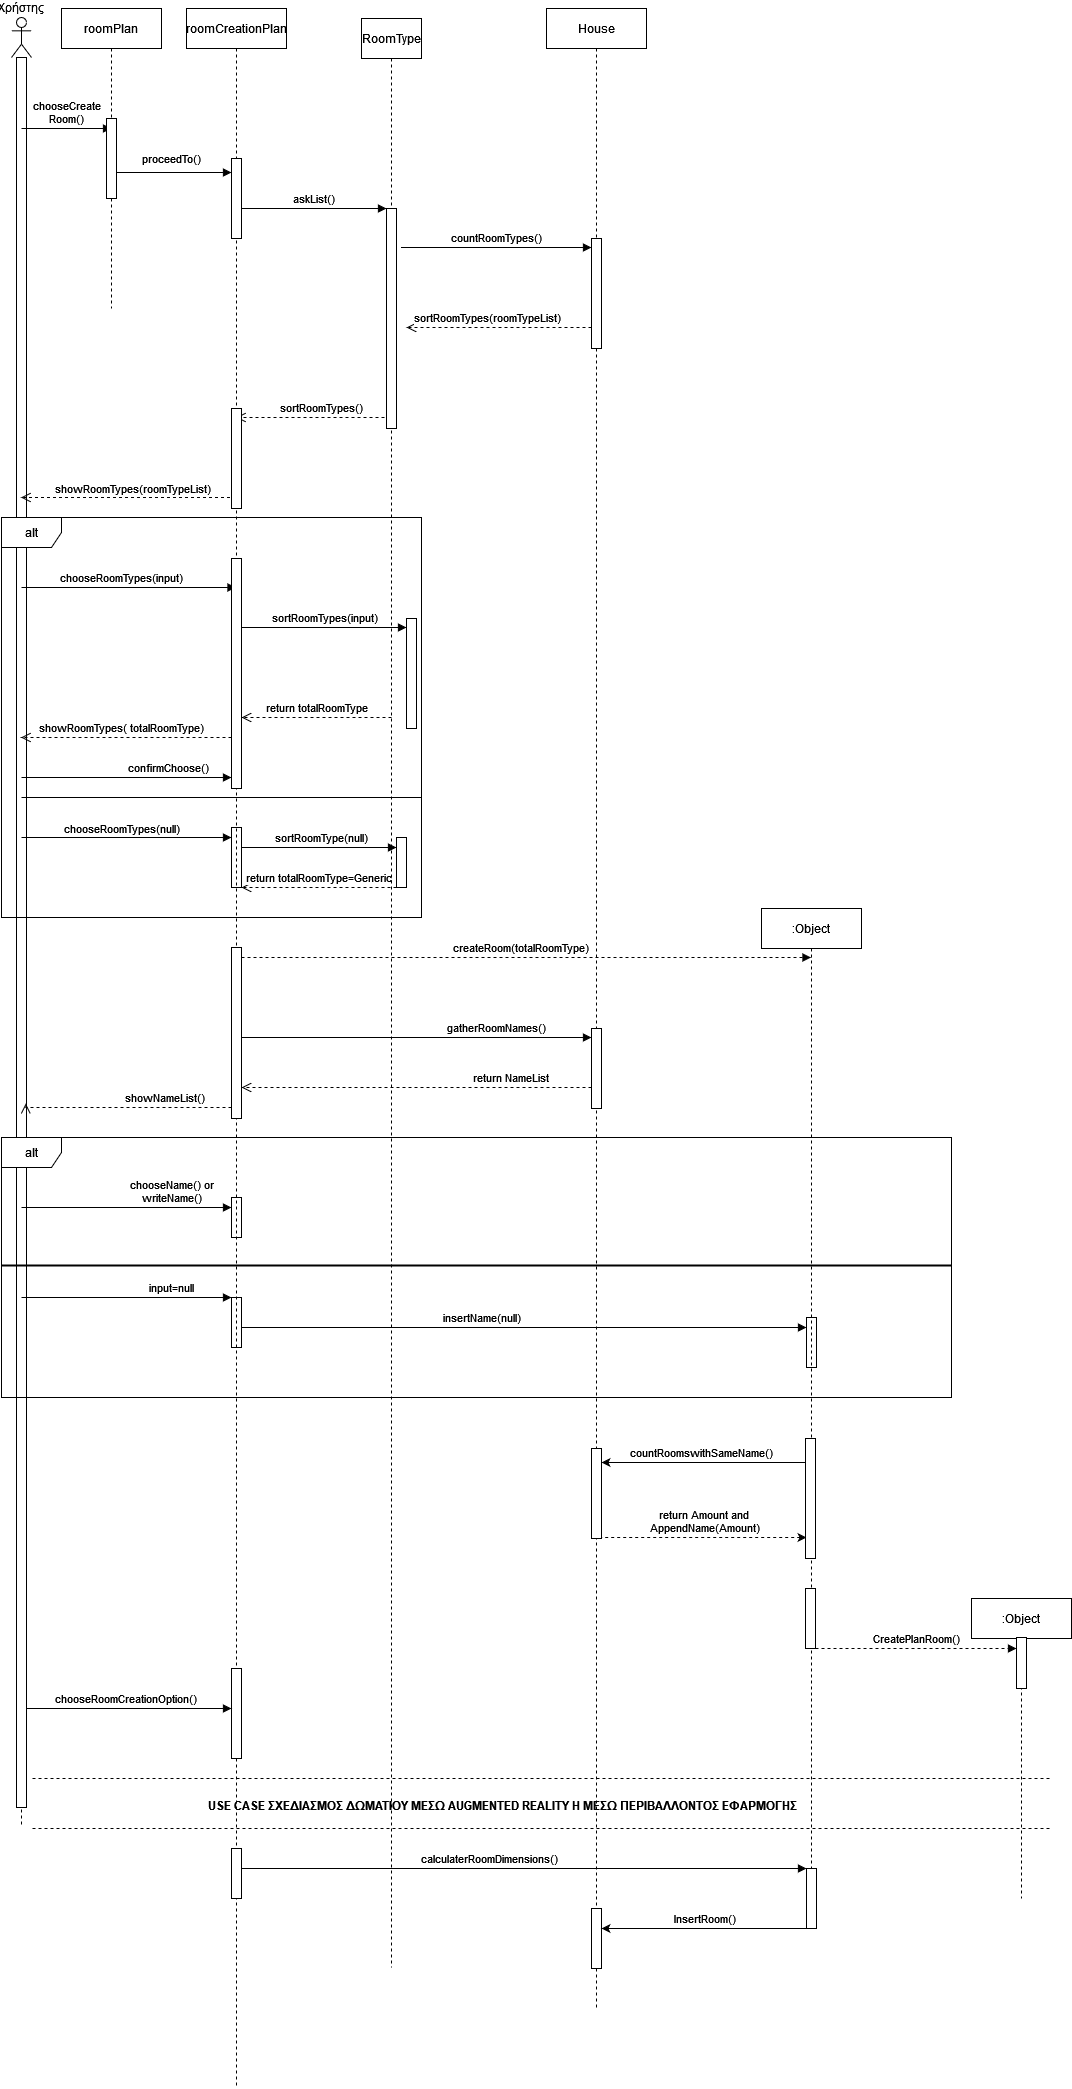 Χρήστης
roomPlan
roomCreationPlan
RoomType
House
chooseCreate
Room()
proceedTo()
askList()
countRoomTypes()
sortRoomTypes(roomTypeList)
sortRoomTypes()
showRoomTypes(roomTypeList)
alt
chooseRoomTypes(input)
sortRoomTypes(input)
return totalRoomType
showRoomTypes( totalRoomType)
confirmChoose()
chooseRoomTypes(null)
sortRoomType(null)
return totalRoomType=Generic
:Object
createRoom(totalRoomType)
gatherRoomNames()
return NameList
showNameList()
alt
chooseName() or
writeName()
input=null
insertName(null)
countRoomswithSameName()
return Amount and
AppendName(Amount)
:Object
CreatePlanRoom()
chooseRoomCreationOption()
USE CASE ΣΧΕΔΙΑΣΜΟΣ ΔΩΜΑΤΙΟΥ ΜΕΣΩ AUGMENTED REALITY Η ΜΕΣΩ ΠΕΡΙΒΑΛΛΟΝΤΟΣ ΕΦΑΡΜΟΓΗΣ
calculaterRoomDimensions()
InsertRoom()